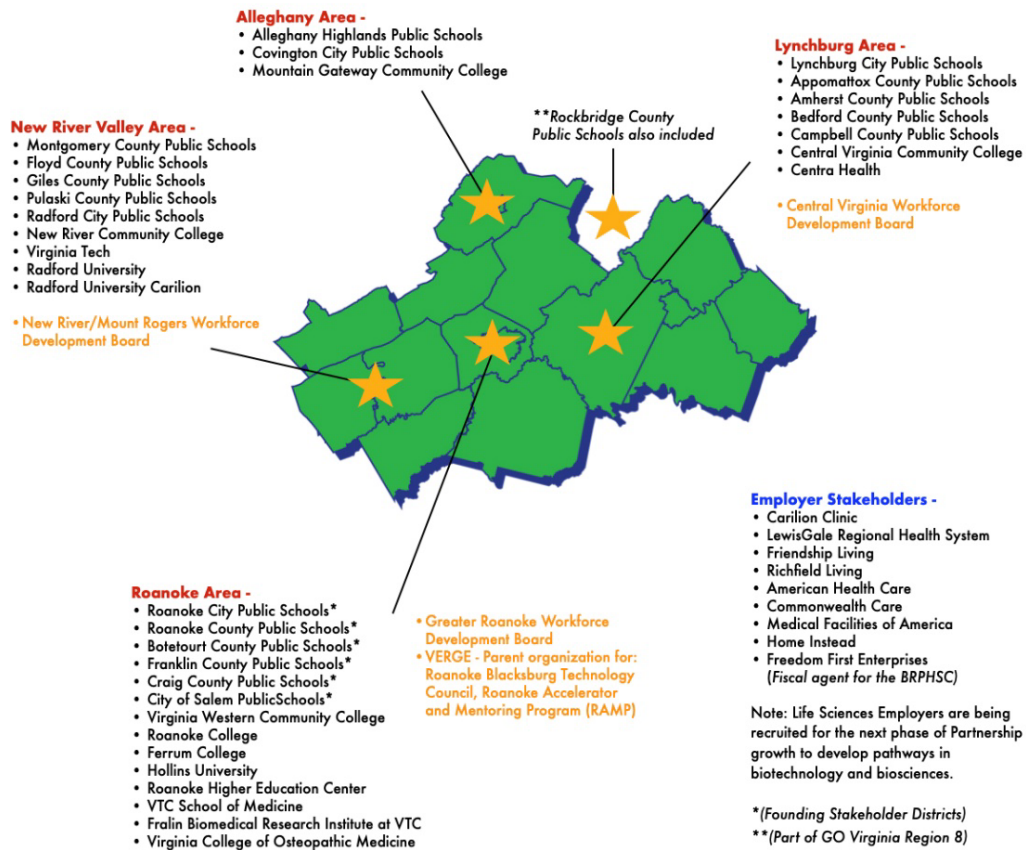 Alleghany Area -
• Alleghany Highlands Public Schools
• Covington City Public Schools
• Mountain Gateway Community College
Lynchburg Area -
• Lynchburg City Public Schools
• Appomattox County Public Schools
• Amherst County Public Schools
• Bedford County Public Schools
• Campbell County Public Schools
• Central Virginia Community College
• Centra Health
• Central Virginia Workforce
Development Board
**Rockbridge County
Public Schools also included
New River Valley Area -
• Montgomery County Public Schools
• Floyd County Public Schools
• Giles County Public Schools
• Pulaski County Public Schools
• Radford City Public Schools
• New River Community College
• Virginia Tech
• Radford University
• Radford University Carilion
• New River/Mount Rogers Workforce
Development Board
Roanoke Area -
• Roanoke City Public Schools*
• Roanoke County Public Schools*
• Botetourt County Public Schools*
• Franklin County Public Schools*
• Craig County Public Schools*
• City of Salem PublicSchools*
• Virginia Western Community College
• Roanoke College
• Ferrum College
• Hollins University
• Roanoke Higher Education Center
• VTC School of Medicine
• Fralin Biomedical Research Institute at VTC
• Virginia College of Osteopathic Medicine
• Greater Roanoke Workforce
Development Board
• VERGE - Parent organization for:
Roanoke Blacksburg Technology
Council, Roanoke Accelerator
and Mentoring Program (RAMP)
Employer Stakeholders -
• Carilion Clinic
• LewisGale Regional Health System
• Friendship Living
• Richfield Living
• American Health Care
• Commonwealth Care
• Medical Facilities of America
• Home Instead
• Freedom First Enterprises
(Fiscal agent for the BRPHSC)
Note: Life Sciences Employers are being
recruited for the next phase of Partnership
growth to develop pathways in
biotechnology and biosciences.
*(Founding Stakeholder Districts)
**(Part of GO Virginia Region 8)